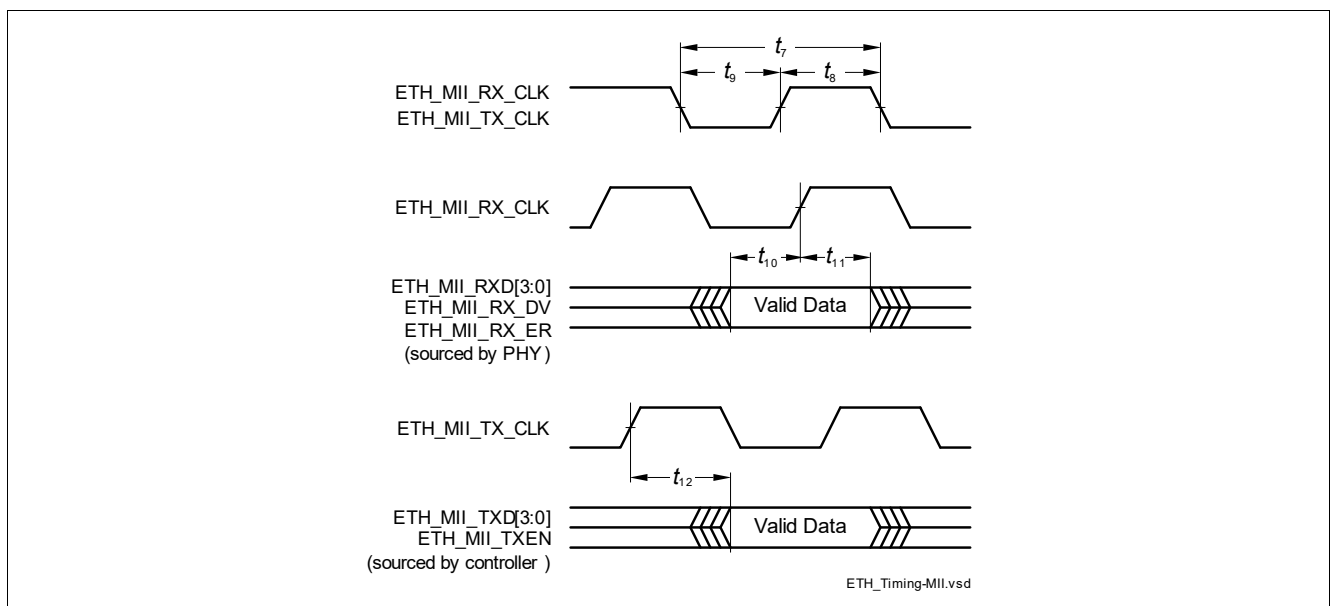 t7
t9
t8
ETH_MII_RX_CLK
ETH_MII_TX_CLK
ETH_MII_RX_CLK
t10
t11
ETH_MII_RXD[3:0]
ETH_MII_RX_DV
Valid Data
ETH_MII_RX_ER
(sourced by PHY )
ETH_MII_TX_CLK
t12
ETH_MII_TXD[3:0]
Valid Data
ETH_MII_TXEN
(sourced by controller )
ETH_Timing-MII.vsd